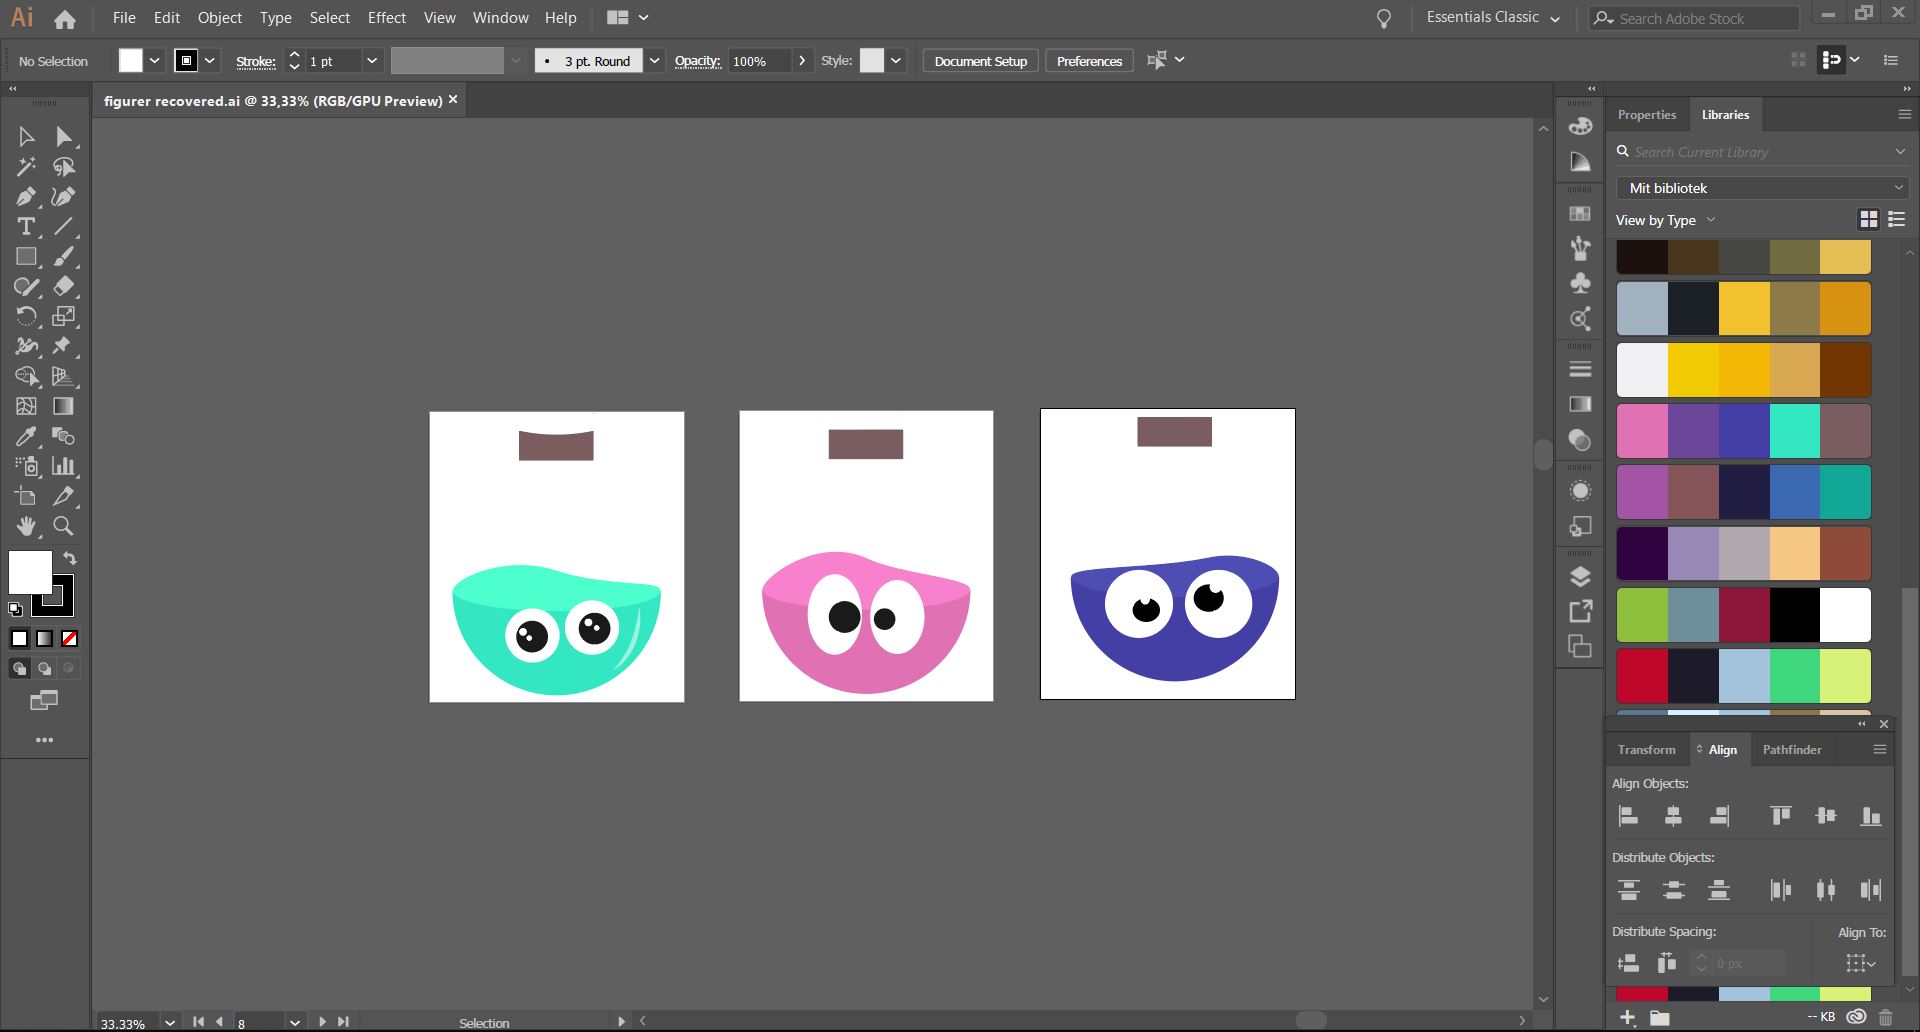 Ai File Edit Object Type Select Effect View Window Help Essentials Classic Search Adobe Stock
No Selection Stroke: 1 pt 3 pt. Round Opacity: 100% Style: Document Setup Preferences
figurer recovered.ai @ 33,33% (RGB/GPU Preview)
Properties Libraries
Search Current Library
Mit bibliotek
View by Type
Transform Align Pathfinder
Align Objects:
Distribute Objects:
Distribute Spacing: Align To:
0 px
33,33% 8 Selection -- KB